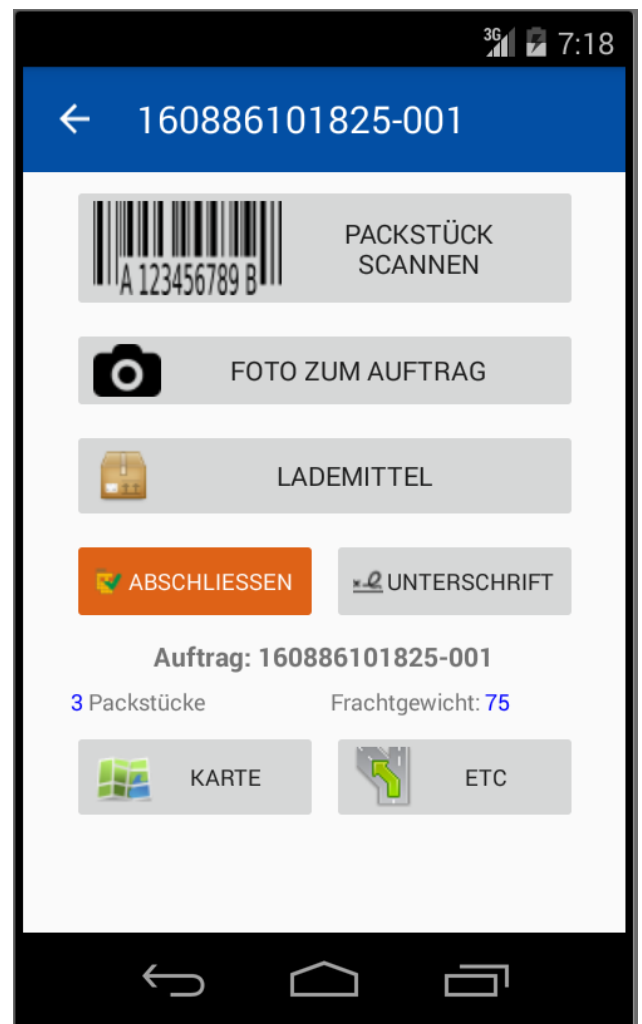 3G 7:18
160886101825-001
A 123456789 B
PACKSTÜCK
SCANNEN
FOTO ZUM AUFTRAG
LADEMITTEL
ABSCHLIESSEN
UNTERSCHRIFT
Auftrag: 160886101825-001
3 Packstücke
Frachtgewicht: 75
KARTE
ETC